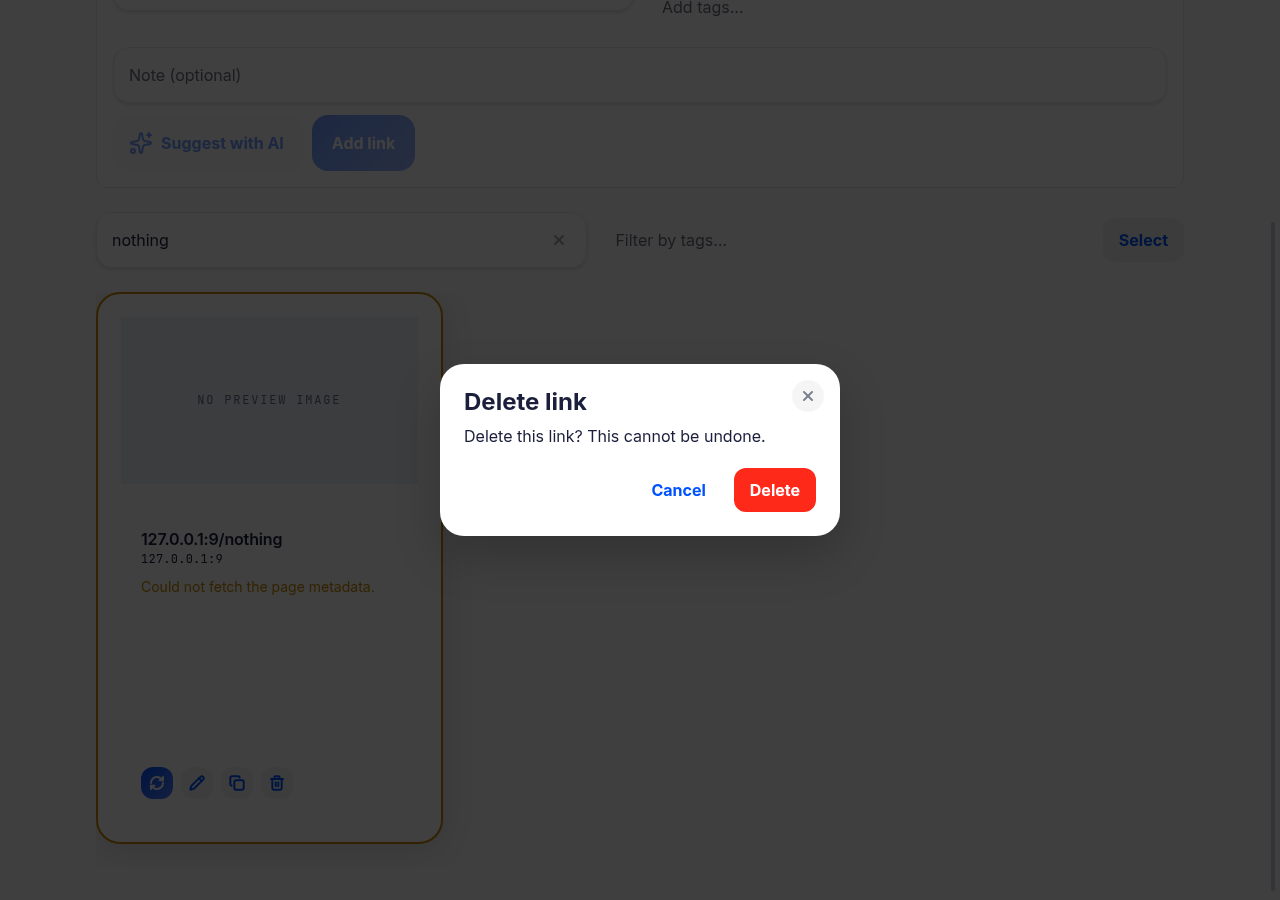 Add tags...
Note (optional)
Suggest with AI
Add link
nothing
Filter by tags...
Select
NO PREVIEW IMAGE
Delete link
Delete this link? This cannot be undone.
Cancel
Delete
127.0.0.1:9/nothing
127.0.0.1:9
Could not fetch the page metadata.